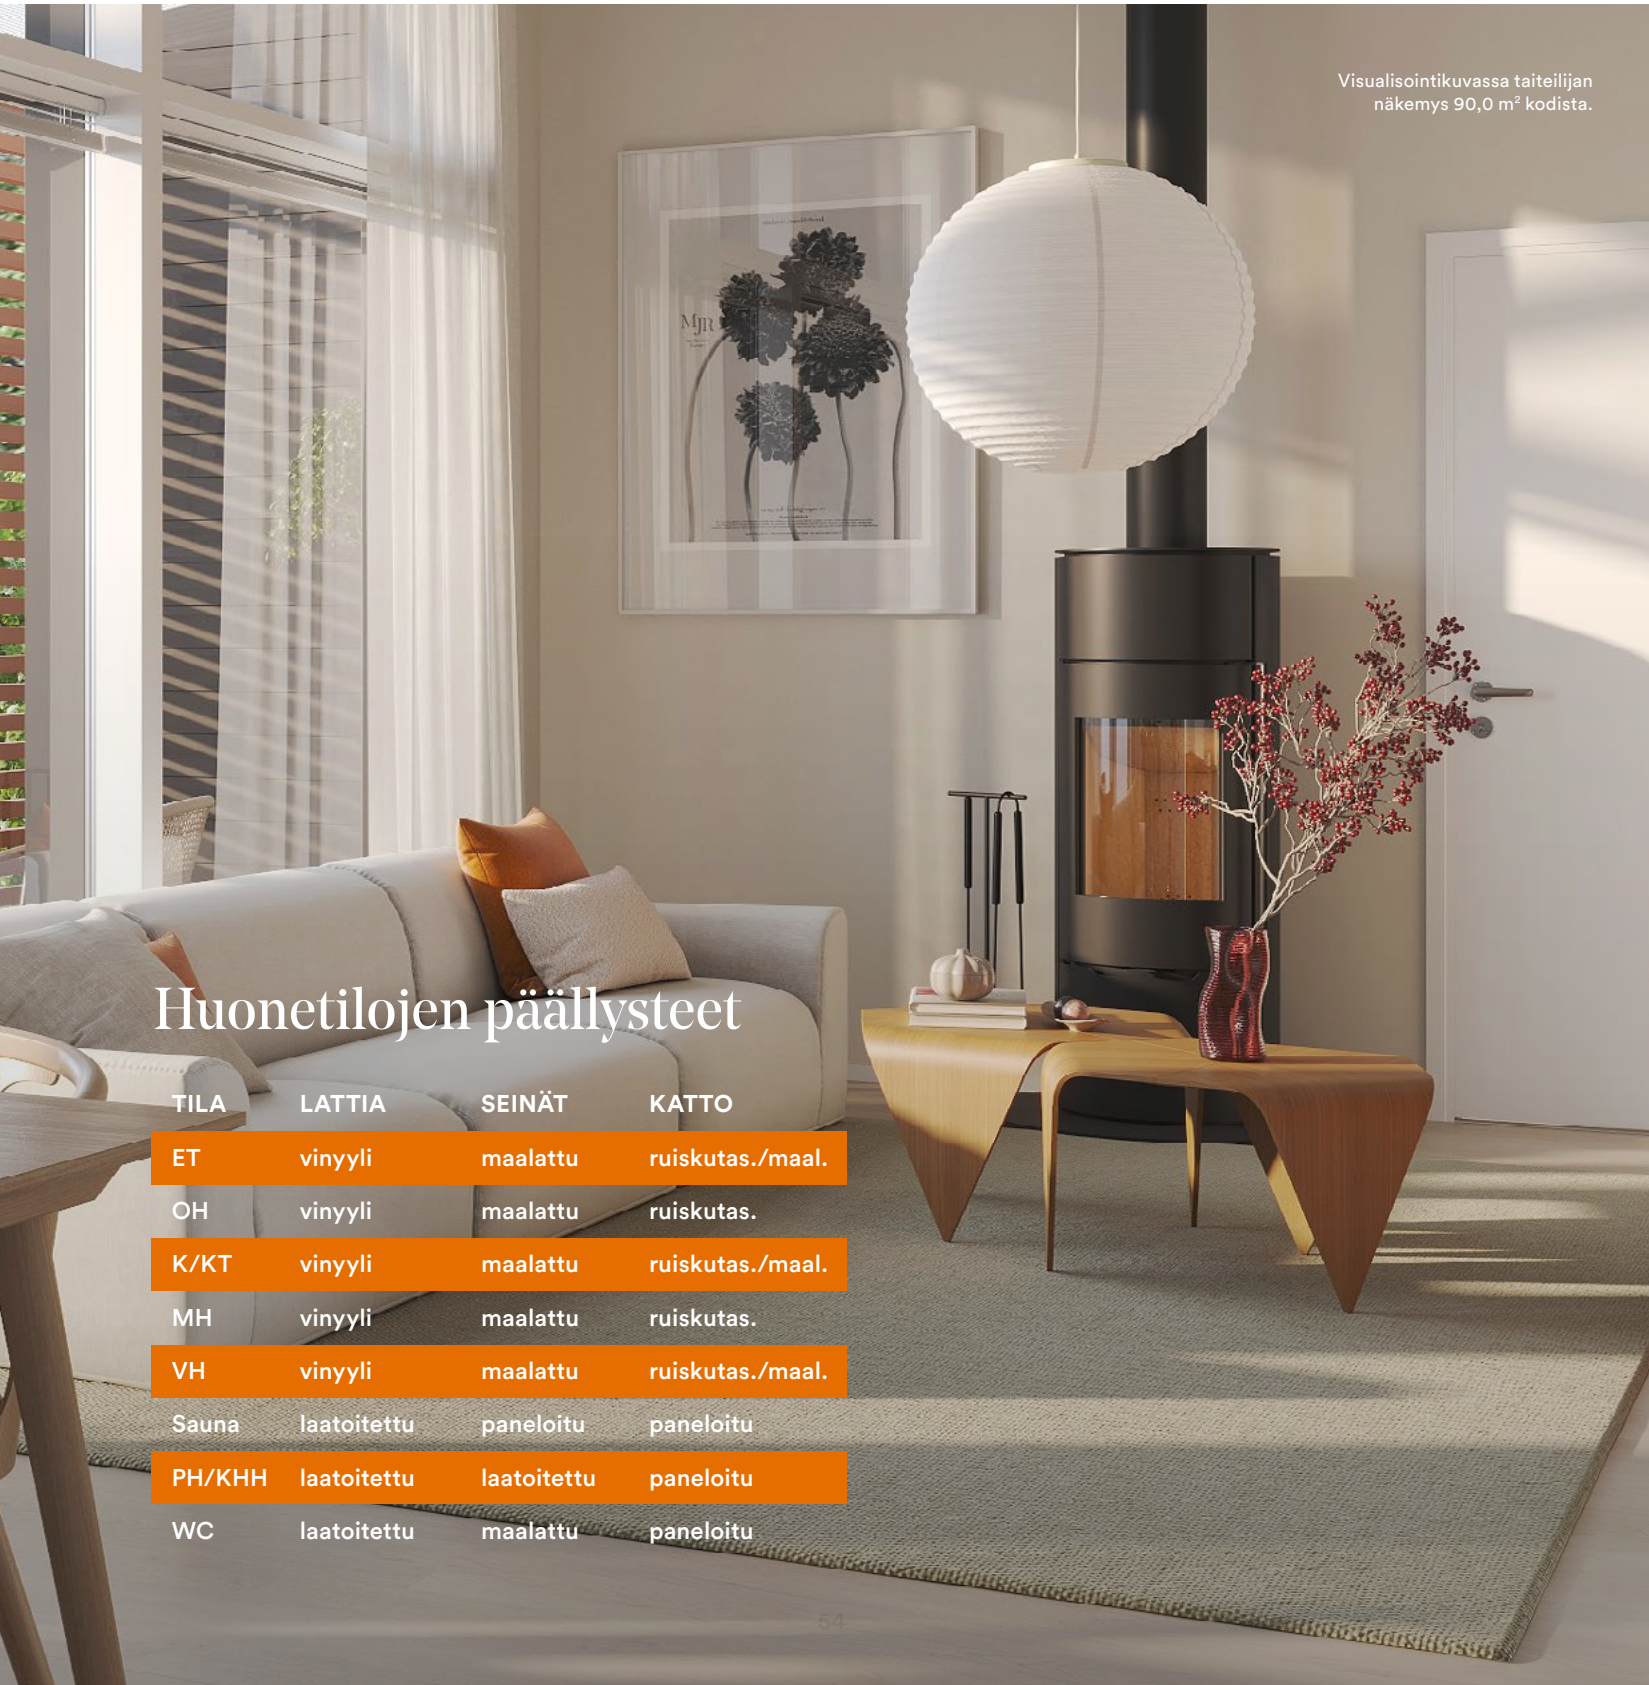 Visualisointikuvassa taiteilijan
näkemys 90,0 m² kodista.
MJR
Huonetilojen päällysteet
TILA LATTIA SEINÄT KATTO
ET vinyyli maalattu ruiskutas./maal.
OH vinyyli maalattu ruiskutas.
K/KT vinyyli maalattu ruiskutas./maal.
MH vinyyli maalattu ruiskutas.
VH vinyyli maalattu ruiskutas./maal.
Sauna laatoitettu paneloitu paneloitu
PH/KHH laatoitettu laatoitettu paneloitu
WC laatoitettu maalattu paneloitu
54